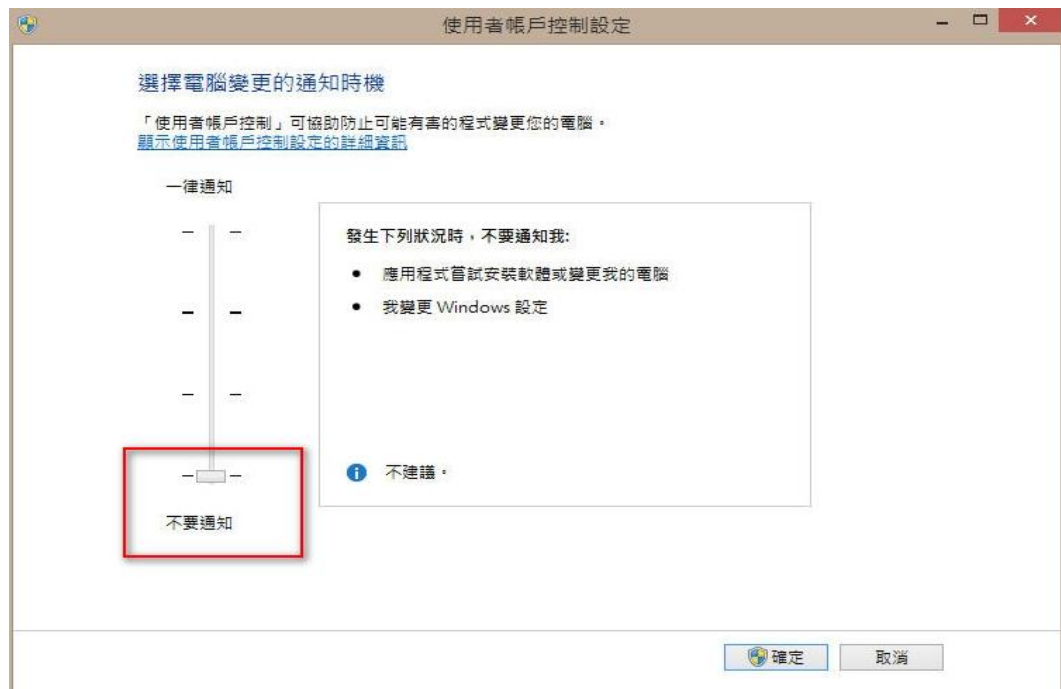 使用者帳戶控制設定
選擇電腦變更的通知時機
「使用者帳戶控制」可協助防止可能有害的程式變更您的電腦。
顯示使用者帳戶控制設定的詳細資訊
一律通知
發生下列狀況時，不要通知我:
• 應用程式嘗試安裝軟體或變更我的電腦
• 我變更 Windows 設定
不建議。
不要通知
確定
取消